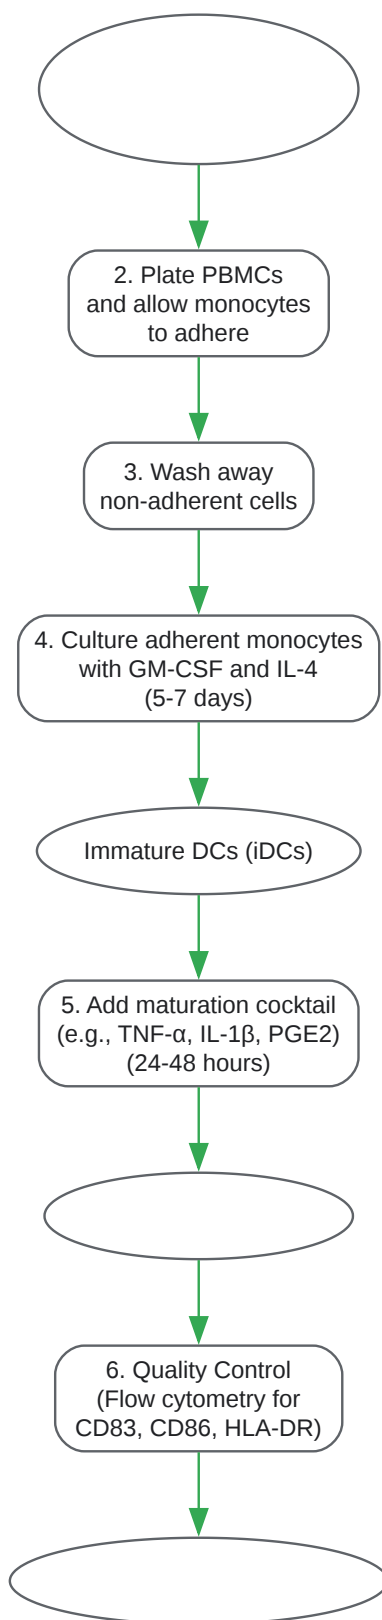 2. Plate PBMCs
and allow monocytes
to adhere
3. Wash away
non-adherent cells
4. Culture adherent monocytes
with GM-CSF and IL-4
(5-7 days)
Immature DCs (iDCs)
5. Add maturation cocktail
(e.g., TNF-α, IL-1β, PGE2)
(24-48 hours)
6. Quality Control
(Flow cytometry for
CD83, CD86, HLA-DR)